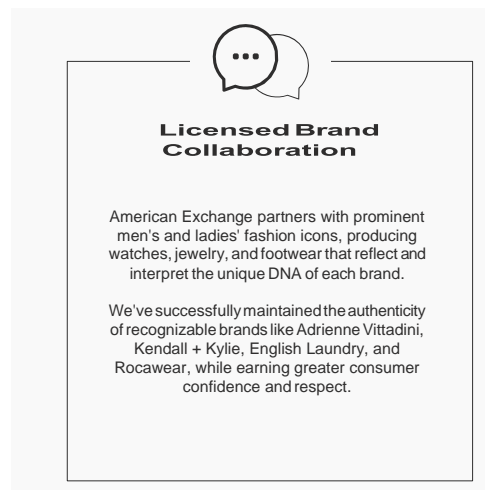 Licensed Brand
Collaboration
American Exchange partners with prominent
men's and ladies' fashion icons, producing
watches, jewelry, and footwear that reflect and
interpret the unique DNA of each brand.
We've successfully maintained the authenticity
of recognizable brands like Adrienne Vittadini,
Kendall + Kylie, English Laundry, and
Rocawear, while earning greater consumer
confidence and respect.